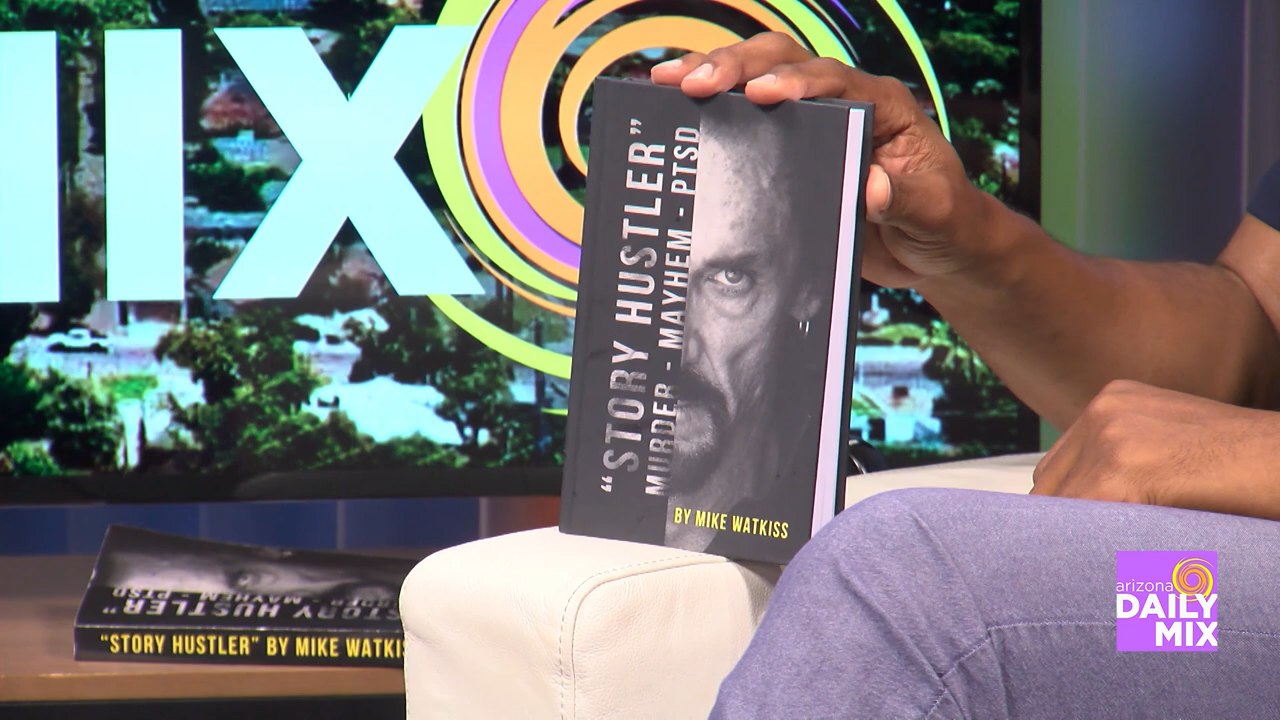 MIX
"STORY HUSTLER"
MURDER - MAYHEM - PTSD
BY MIKE WATKISS
"STORY HUSTLER"
MAYHEM - PTSD
"STORY HUSTLER" BY MIKE WATKIS
arizona
DAILY
MIX